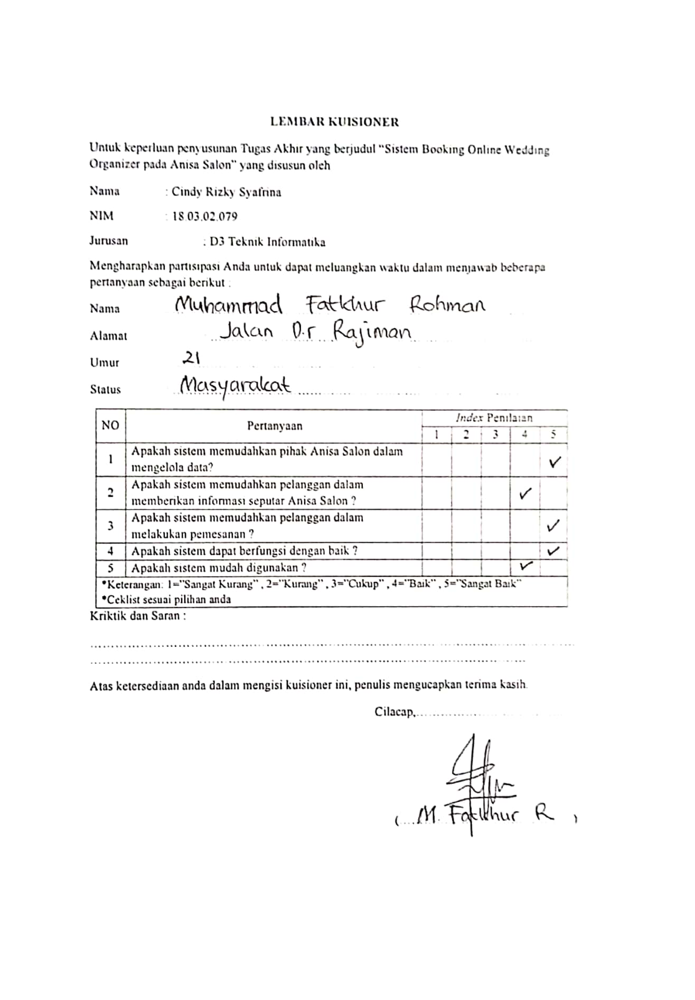 LEMBAR KUISIONER
Untuk keperluan penyusunan Tugas Akhir yang berjudul "Sistem Booking Online Wedding
Organizer pada Anisa Salon" yang disusun oleh
Nama : Cindy Rizky Syafrina
NIM : 18.03.02.079
Jurusan : D3 Teknik Informatika
Mengharapkan partisipasi Anda untuk dapat meluangkan waktu dalam menjawab beberapa
pertanyaan sebagai berikut :
Nama Muhammad Fatkhur Rohman
Alamat Jalan D.r Rajiman
Umur 21
Status Masyarakat
NO Pertanyaan Index Penilaian
1 2 3 4 5
1 Apakah sistem memudahkan pihak Anisa Salon dalam
mengelola data? ✓
2 Apakah sistem memudahkan pelanggan dalam
memberikan informasi seputar Anisa Salon ? ✓
3 Apakah sistem memudahkan pelanggan dalam
melakukan pemesanan ? ✓
4 Apakah sistem dapat berfungsi dengan baik ? ✓
5 Apakah sistem mudah digunakan ? ✓
*Keterangan: 1="Sangat Kurang" , 2="Kurang" , 3="Cukup" , 4="Baik" , 5="Sangat Baik"
*Ceklist sesuai pilihan anda
Kriktik dan Saran :
Atas ketersediaan anda dalam mengisi kuisioner ini, penulis mengucapkan terima kasih.
Cilacap,....................
(....M. Fatkhur R )